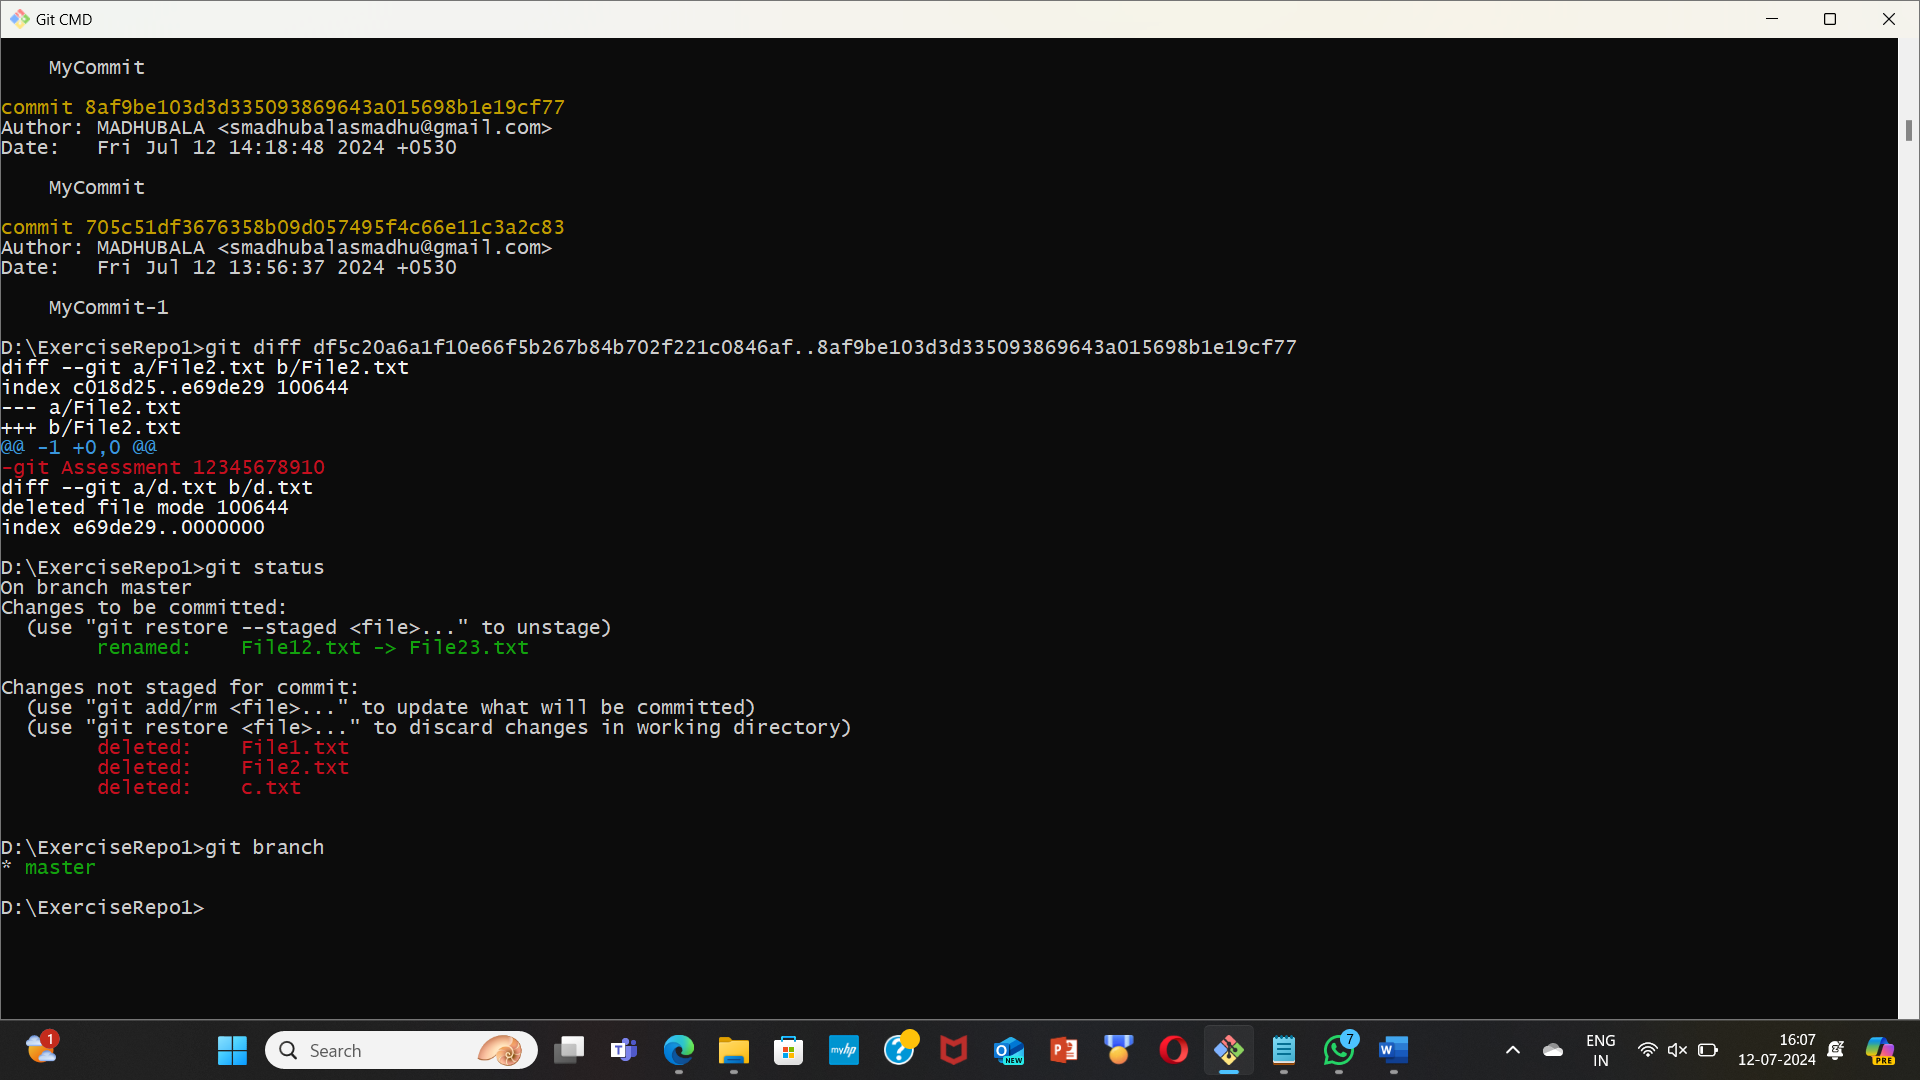 Git CMD
MyCommit
commit 8af9be103d3d335093869643a015698b1e19cf77
Author: MADHUBALA <smadhubalasmadhu@gmail.com>
Date:   Fri Jul 12 14:18:48 2024 +0530
MyCommit
commit 705c51df3676358b09d057495f4c66e11c3a2c83
Author: MADHUBALA <smadhubalasmadhu@gmail.com>
Date:   Fri Jul 12 13:56:37 2024 +0530
MyCommit-1
D:\ExerciseRepo1>git diff df5c20a6a1f10e66f5b267b84b702f221c0846af..8af9be103d3d335093869643a015698b1e19cf77
diff --git a/File2.txt b/File2.txt
index c018d25..e69de29 100644
--- a/File2.txt
+++ b/File2.txt
@@ -1 +0,0 @@
-git Assessment 12345678910
diff --git a/d.txt b/d.txt
deleted file mode 100644
index e69de29..0000000
D:\ExerciseRepo1>git status
On branch master
Changes to be committed:
  (use "git restore --staged <file>..." to unstage)
        renamed:    File12.txt -> File23.txt
Changes not staged for commit:
  (use "git add/rm <file>..." to update what will be committed)
  (use "git restore <file>..." to discard changes in working directory)
        deleted:    File1.txt
        deleted:    File2.txt
        deleted:    c.txt
D:\ExerciseRepo1>git branch
* master
D:\ExerciseRepo1>
1
Search
myhp
NEW
7
ENG
IN
16:07
12-07-2024
PRE